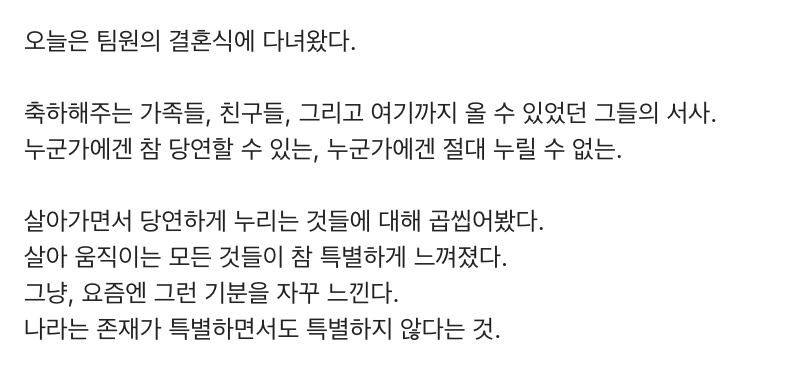 오늘은 팀원의 결혼식에 다녀왔다.
축하해주는 가족들, 친구들, 그리고 여기까지 올 수 있었던 그들의 서사.
누군가에겐 참 당연할 수 있는, 누군가에겐 절대 누릴 수 없는.
살아가면서 당연하게 누리는 것들에 대해 곱씹어봤다.
살아 움직이는 모든 것들이 참 특별하게 느껴졌다.
그냥, 요즘엔 그런 기분을 자꾸 느낀다.
나라는 존재가 특별하면서도 특별하지 않다는 것.